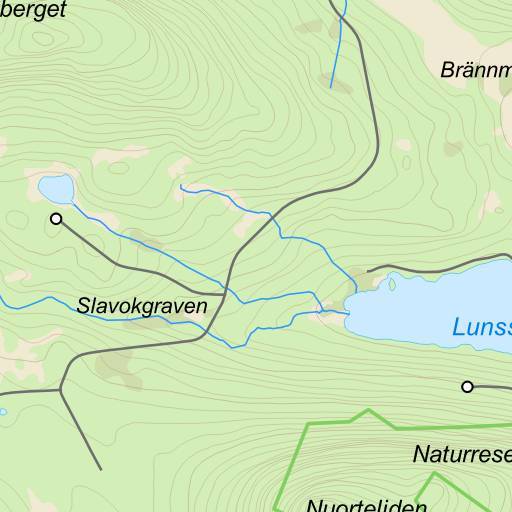 berget
Brännm
Slavokgraven
Lunss
Naturrese
Nuorteliden